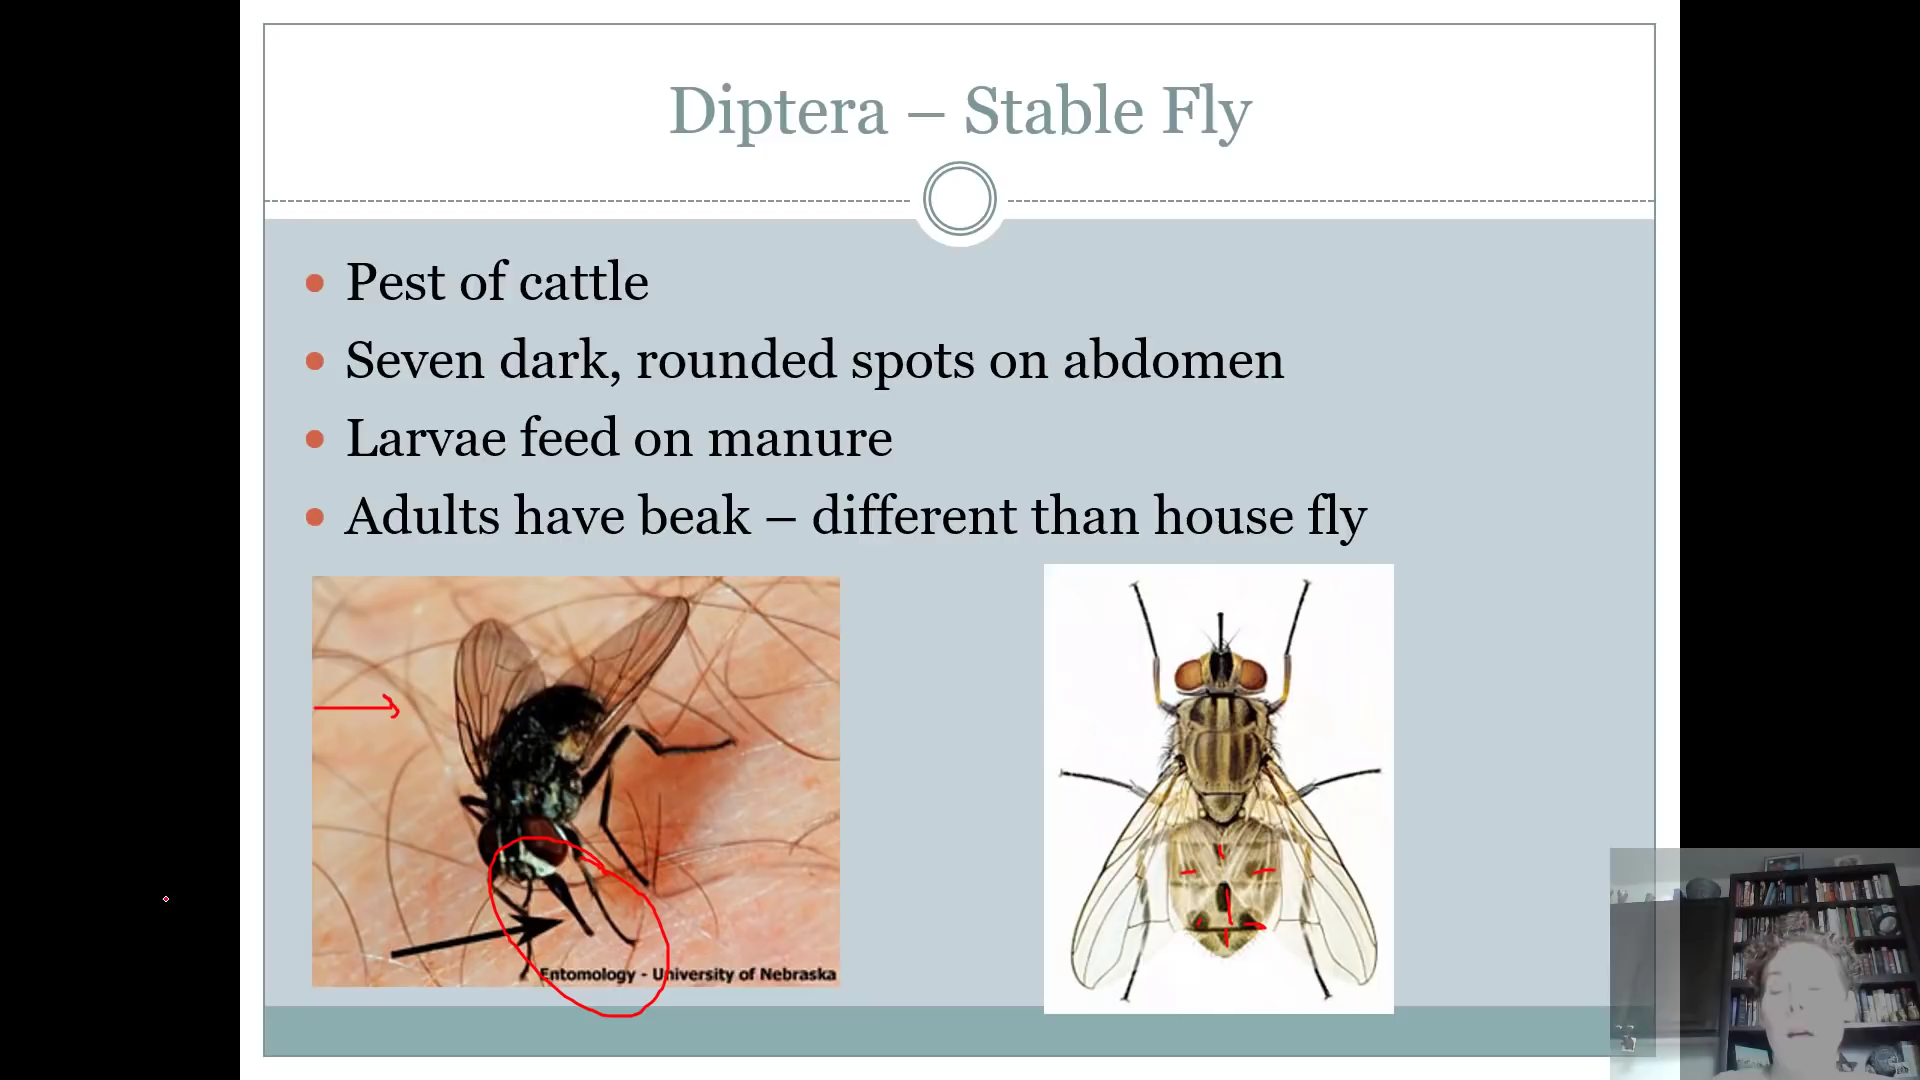 Diptera – Stable Fly
Pest of cattle
Seven dark, rounded spots on abdomen
Larvae feed on manure
Adults have beak – different than house fly
Entomology - University of Nebraska